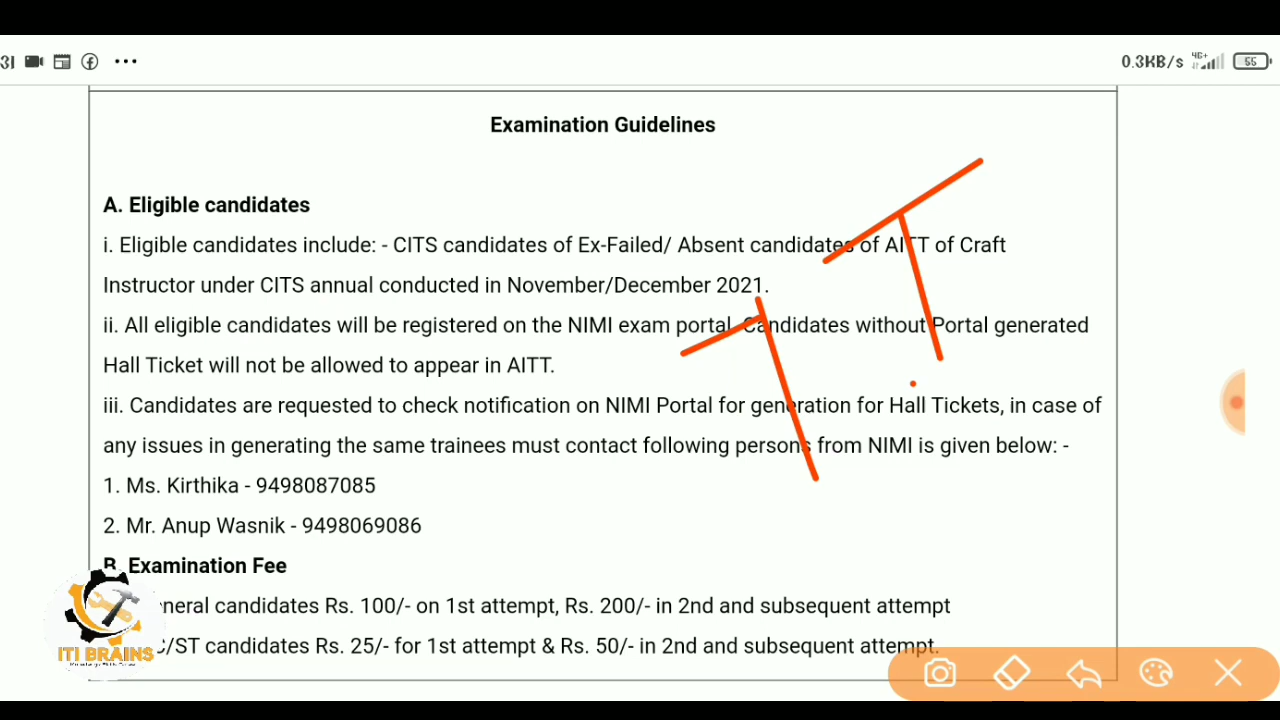 31 ... 0.3KB/s 4G+ 55
Examination Guidelines
A. Eligible candidates
i. Eligible candidates include: - CITS candidates of Ex-Failed/ Absent candidates of AITT of Craft
Instructor under CITS annual conducted in November/December 2021.
ii. All eligible candidates will be registered on the NIMI exam portal. Candidates without Portal generated
Hall Ticket will not be allowed to appear in AITT.
iii. Candidates are requested to check notification on NIMI Portal for generation for Hall Tickets, in case of
any issues in generating the same trainees must contact following persons from NIMI is given below: -
1. Ms. Kirthika - 9498087085
2. Mr. Anup Wasnik - 9498069086
B. Examination Fee
neral candidates Rs. 100/- on 1st attempt, Rs. 200/- in 2nd and subsequent attempt
C/ST candidates Rs. 25/- for 1st attempt & Rs. 50/- in 2nd and subsequent attempt.
ITI BRAINS